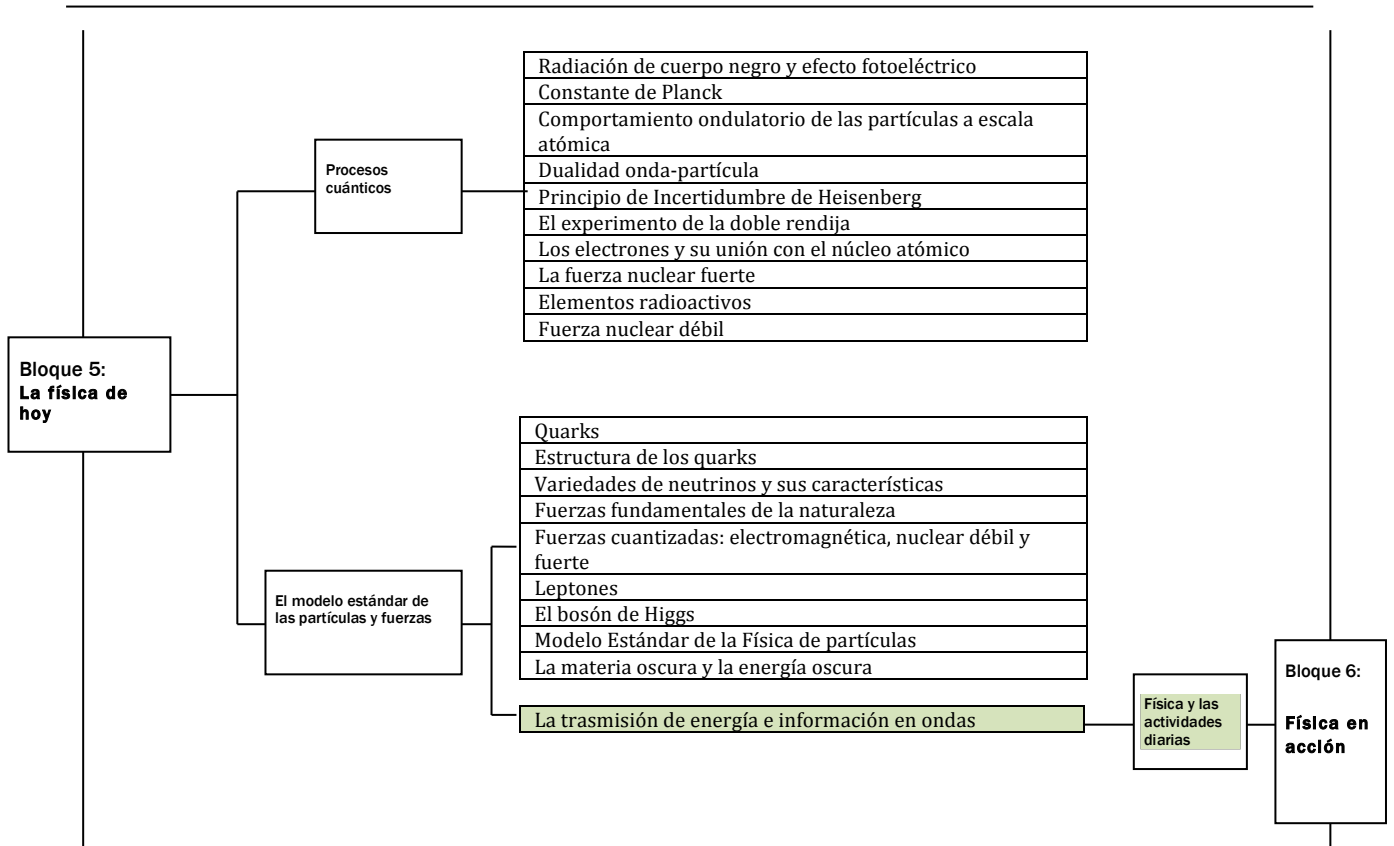 Radiación de cuerpo negro y efecto fotoeléctrico
Constante de Planck
Comportamiento ondulatorio de las partículas a escala
atómica
Dualidad onda-partícula
Principio de Incertidumbre de Heisenberg
El experimento de la doble rendija
Los electrones y su unión con el núcleo atómico
La fuerza nuclear fuerte
Elementos radioactivos
Fuerza nuclear débil
Procesos
cuánticos
Bloque 5:
La física de
hoy
Quarks
Estructura de los quarks
Variedades de neutrinos y sus características
Fuerzas fundamentales de la naturaleza
Fuerzas cuantizadas: electromagnética, nuclear débil y
fuerte
Leptones
El bosón de Higgs
Modelo Estándar de la Física de partículas
La materia oscura y la energía oscura
El modelo estándar de
las partículas y fuerzas
La trasmisión de energía e información en ondas
Física y las
actividades
diarias
Bloque 6:
Física en
acción